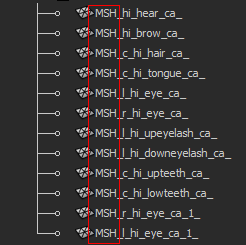 MSH_hi_hear_ca_
MSH_hi_brow_ca_
MSH_c_hi_hair_ca_
MSH_c_hi_tongue_ca_
MSH_l_hi_eye_ca_
MSH_r_hi_eye_ca_
MSH_l_hi_upeyelash_ca_
MSH_l_hi_downeyelash_ca_
MSH_c_hi_upteeth_ca_
MSH_c_hi_lowteeth_ca_
MSH_r_hi_eye_ca_1_
MSH_l_hi_eye_ca_1_